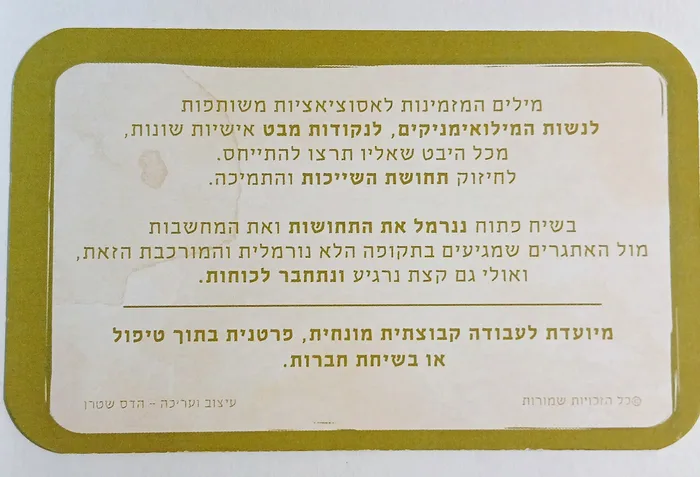 מילים המזמינות לאסוציאציות משותפות
לנשות המילואימניקים, לנקודות מבט אישיות שונות,
מכל היבט שאליו תרצו להתייחס.
לחיזוק תחושת השייכות והתמיכה.
בשיח פתוח ננרמל את התחושות ואת המחשבות
מול האתגרים שמגיעים בתקופה הלא נורמלית והמורכבת הזאת,
ואולי גם קצת נרגיע ונתחבר לכוחות.
מיועדת לעבודה קבוצתית מונחית, פרטנית בתוך טיפול
או בשיחת חברות.
©כל הזכויות שמורות
עיצוב ועריכה - הדס שטרן